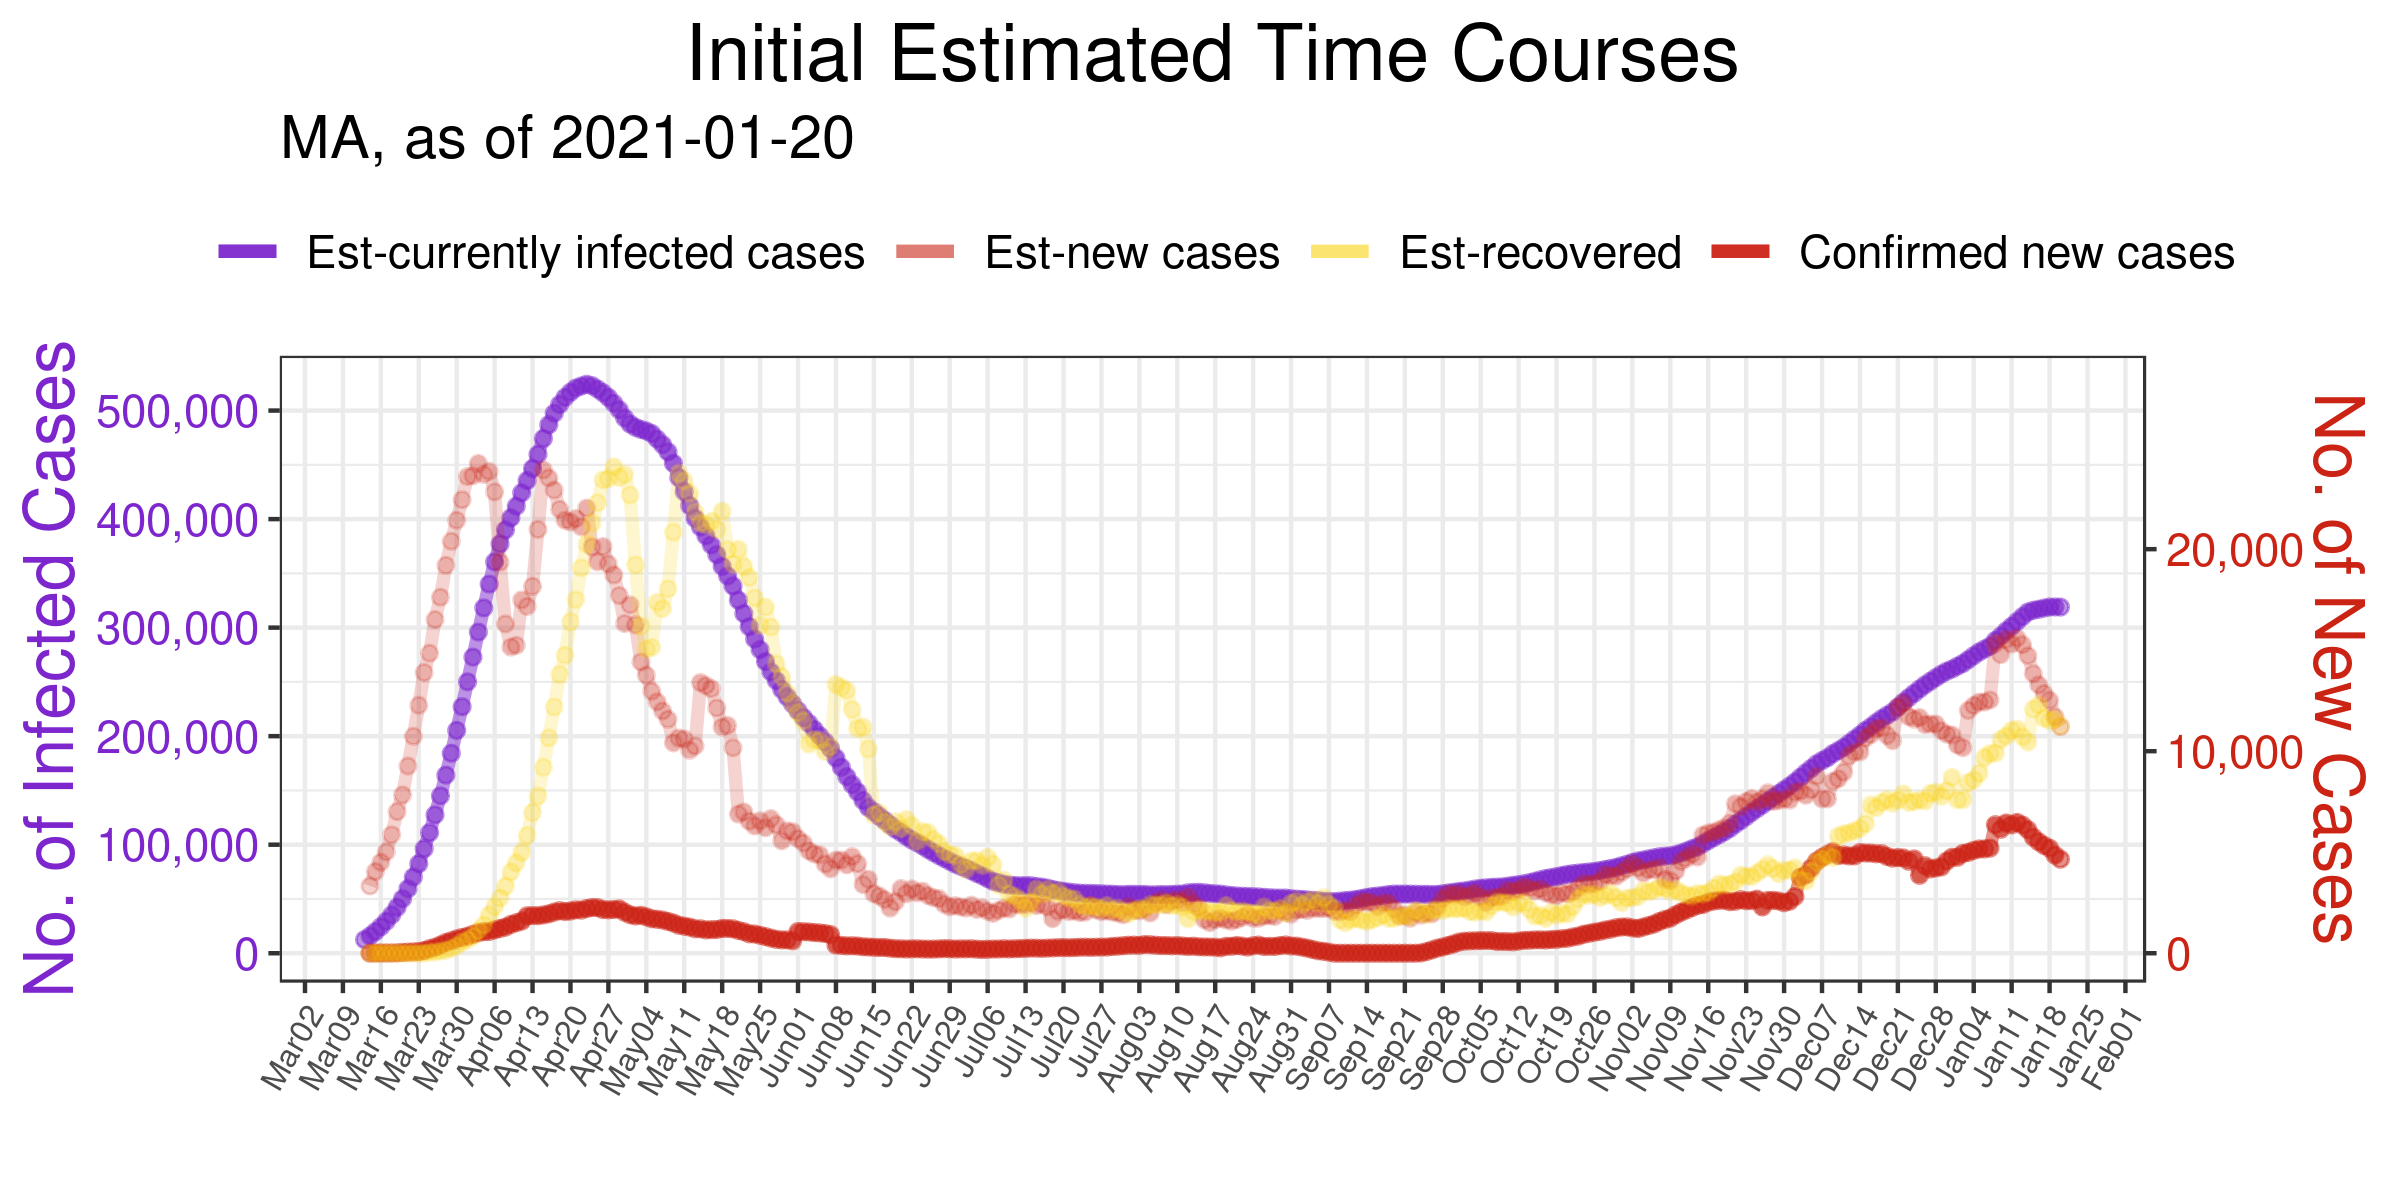 Initial Estimated Time Courses
MA, as of 2021-01-20
Est-currently infected cases Est-new cases Est-recovered Confirmed new cases
No. of Infected Cases
500,000
400,000
300,000
200,000
100,000
0
No. of New Cases
20,000
10,000
0
Mar02 Mar09 Mar16 Mar23 Mar30 Apr06 Apr13 Apr20 Apr27 May04 May11 May18 May25 Jun01 Jun08 Jun15 Jun22 Jun29 Jul06 Jul13 Jul20 Jul27 Aug03 Aug10 Aug17 Aug24 Aug31 Sep07 Sep14 Sep21 Sep28 Oct05 Oct12 Oct19 Oct26 Nov02 Nov09 Nov16 Nov23 Nov30 Dec07 Dec14 Dec21 Dec28 Jan04 Jan11 Jan18 Jan25 Feb01